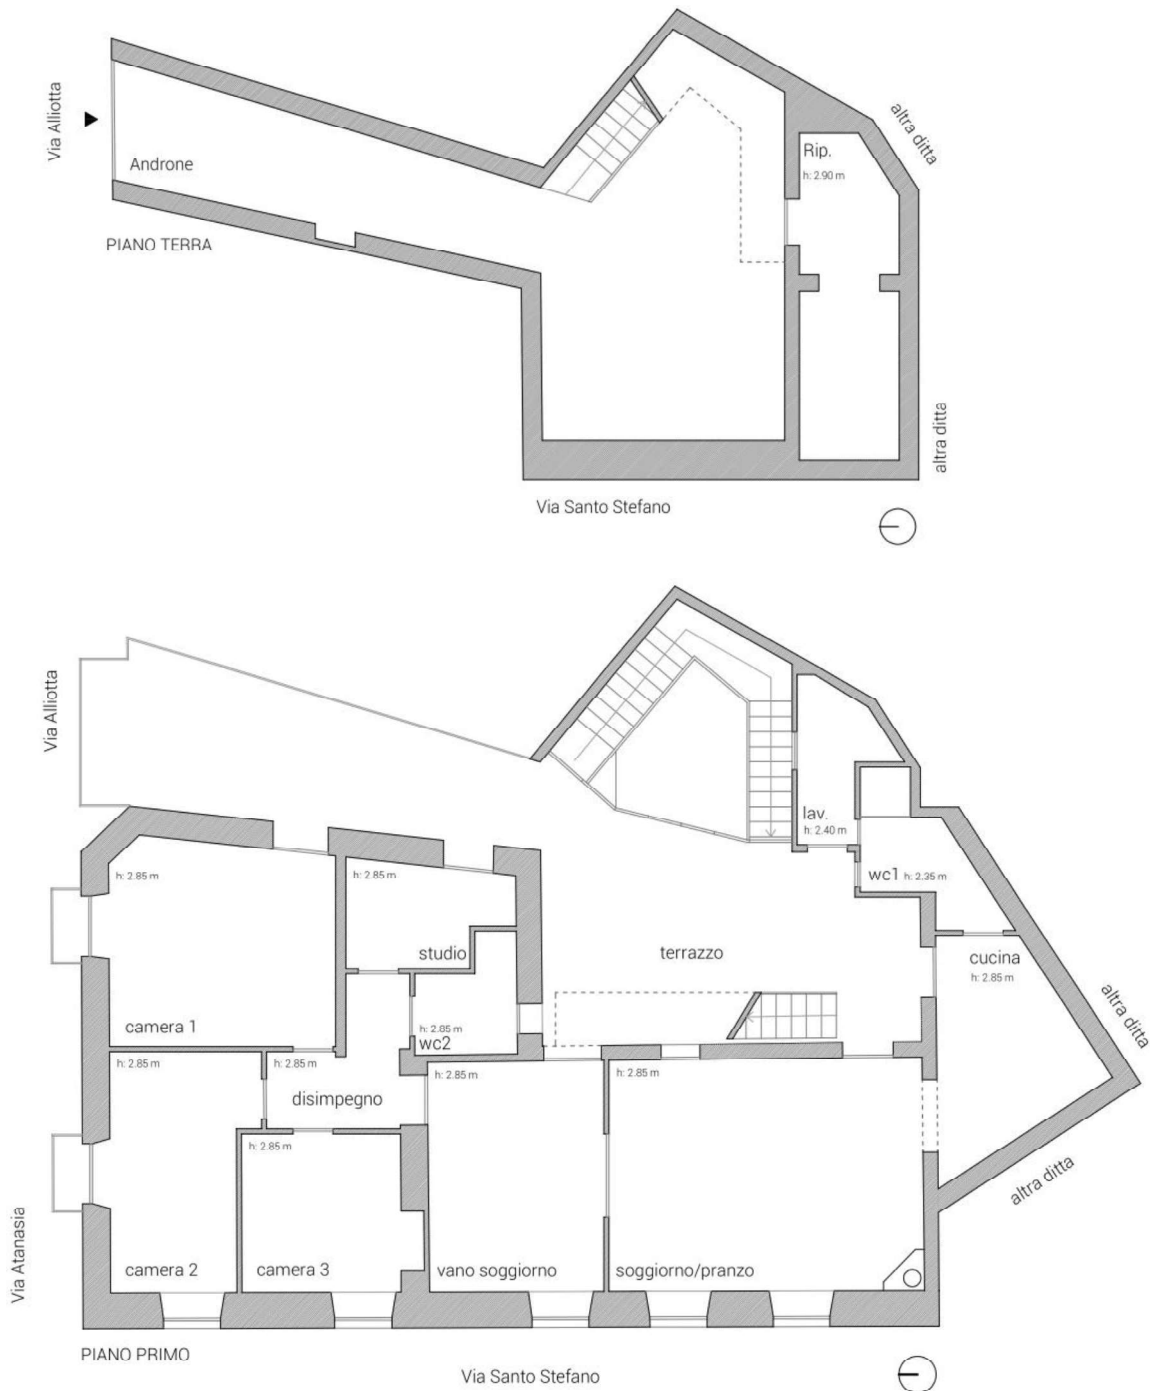 Via Alliotta
Androne
PIANO TERRA
Rip.
h: 2.90 m
altra ditta
altra ditta
Via Santo Stefano
Via Alliotta
h: 2.85 m
camera 1
h: 2.85 m
studio
h: 2.85 m
wc2
terrazzo
lav.
h: 2.40 m
wc1 h: 2.35 m
cucina
h: 2.85 m
altra ditta
altra ditta
h: 2.85 m
camera 2
h: 2.85 m
disimpegno
h: 2.85 m
camera 3
h: 2.85 m
vano soggiorno
h: 2.85 m
soggiorno/pranzo
Via Atanasia
PIANO PRIMO
Via Santo Stefano